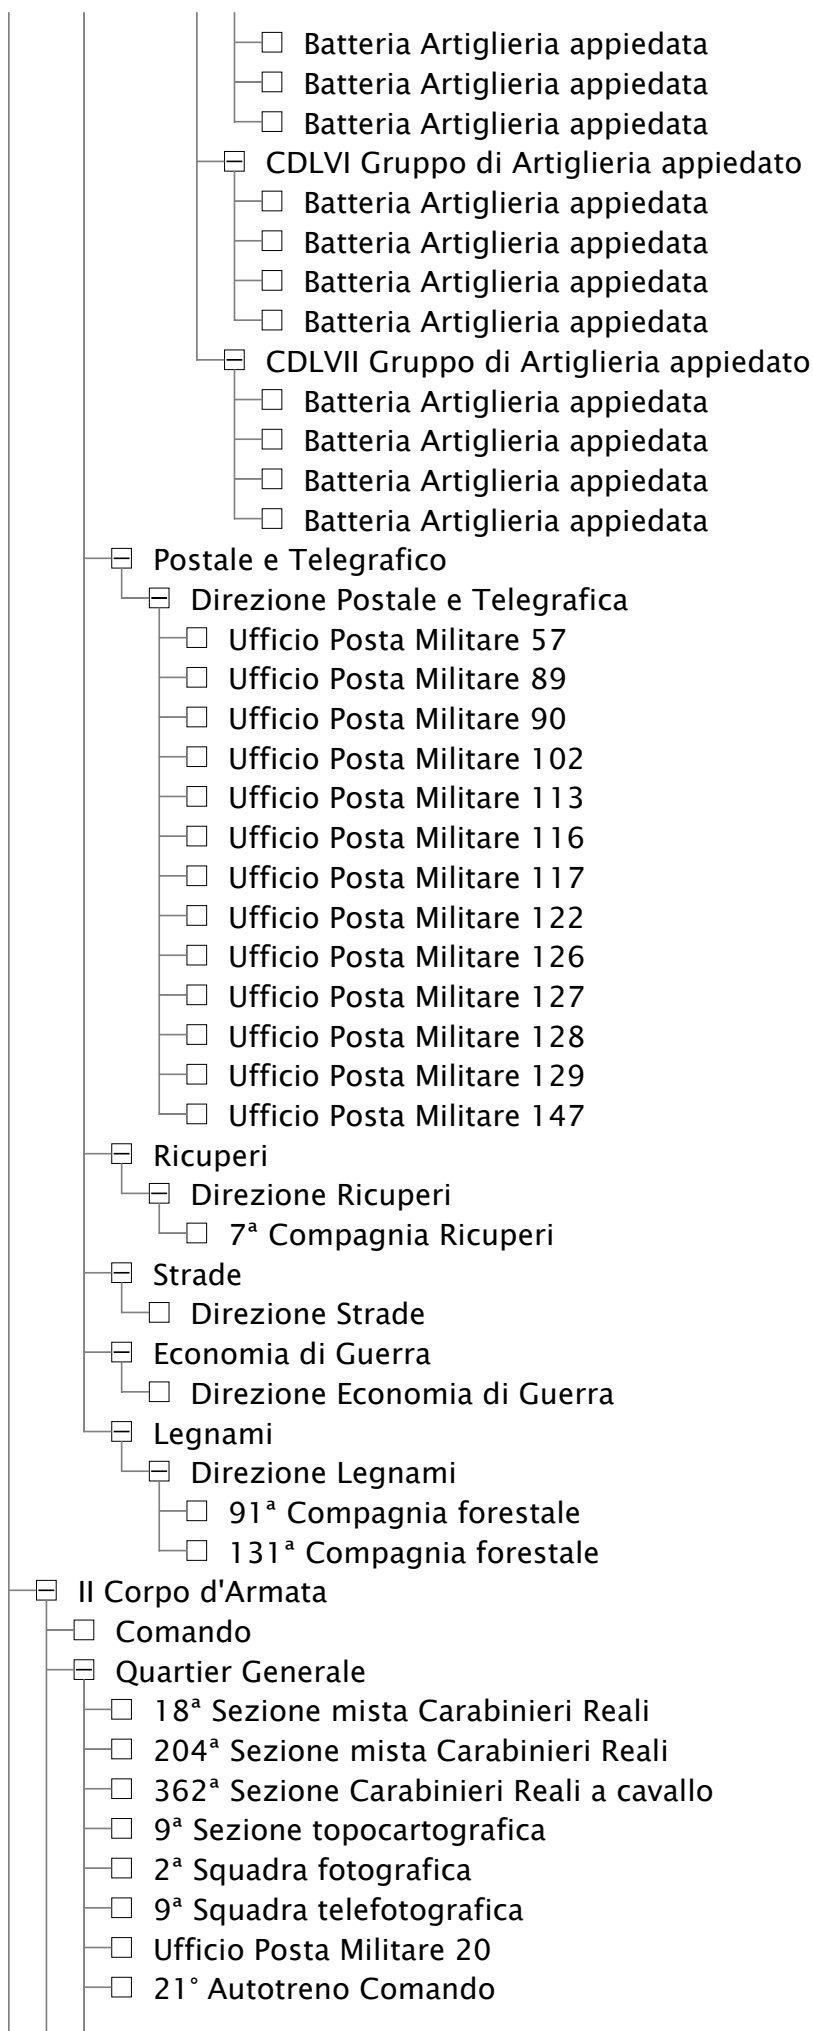 Batteria Artiglieria appiedata
Batteria Artiglieria appiedata
Batteria Artiglieria appiedata
CDLVI Gruppo di Artiglieria appiedato
Batteria Artiglieria appiedata
Batteria Artiglieria appiedata
Batteria Artiglieria appiedata
Batteria Artiglieria appiedata
CDLVII Gruppo di Artiglieria appiedato
Batteria Artiglieria appiedata
Batteria Artiglieria appiedata
Batteria Artiglieria appiedata
Batteria Artiglieria appiedata
Postale e Telegrafico
Direzione Postale e Telegrafica
Ufficio Posta Militare 57
Ufficio Posta Militare 89
Ufficio Posta Militare 90
Ufficio Posta Militare 102
Ufficio Posta Militare 113
Ufficio Posta Militare 116
Ufficio Posta Militare 117
Ufficio Posta Militare 122
Ufficio Posta Militare 126
Ufficio Posta Militare 127
Ufficio Posta Militare 128
Ufficio Posta Militare 129
Ufficio Posta Militare 147
Ricuperi
Direzione Ricuperi
7ª Compagnia Ricuperi
Strade
Direzione Strade
Economia di Guerra
Direzione Economia di Guerra
Legnami
Direzione Legnami
91ª Compagnia forestale
131ª Compagnia forestale
II Corpo d'Armata
Comando
Quartier Generale
18ª Sezione mista Carabinieri Reali
204ª Sezione mista Carabinieri Reali
362ª Sezione Carabinieri Reali a cavallo
9ª Sezione topocartografica
2ª Squadra fotografica
9ª Squadra telefotografica
Ufficio Posta Militare 20
21° Autotreno Comando